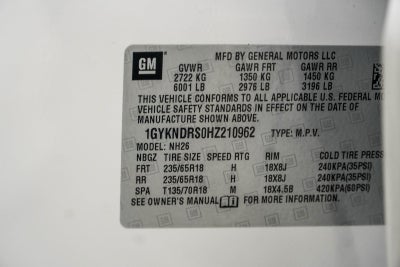 GM MFD BY GENERAL MOTORS LLC
GVWR GAWR FRT GAWR RR
2722 KG 1350 KG 1450 KG
6001 LB 2976 LB 3196 LB
THIS VEHICLE CONFORMS TO ALL APPLICABLE U.S. FEDERAL
VEHICLE SAFETY STANDARDS IN EFFECT ON THE DATE OF
MANUFACTURE SHOWN ABOVE.
1GYKNDRS0HZ210962 TYPE: M.P.V.
MODEL: NH26
NBGZ TIRE SIZE SPEED RTG RIM COLD TIRE PRESS
FRT 235/65R18 H 18X8J 240KPA(35PSI)
RR 235/65R18 H 18X8J 240KPA(35PSI)
SPA T135/70R18 M 18X4.5B 420KPA(60PSI)
SEE OWNERS MANUAL FOR MORE INFORMATION.